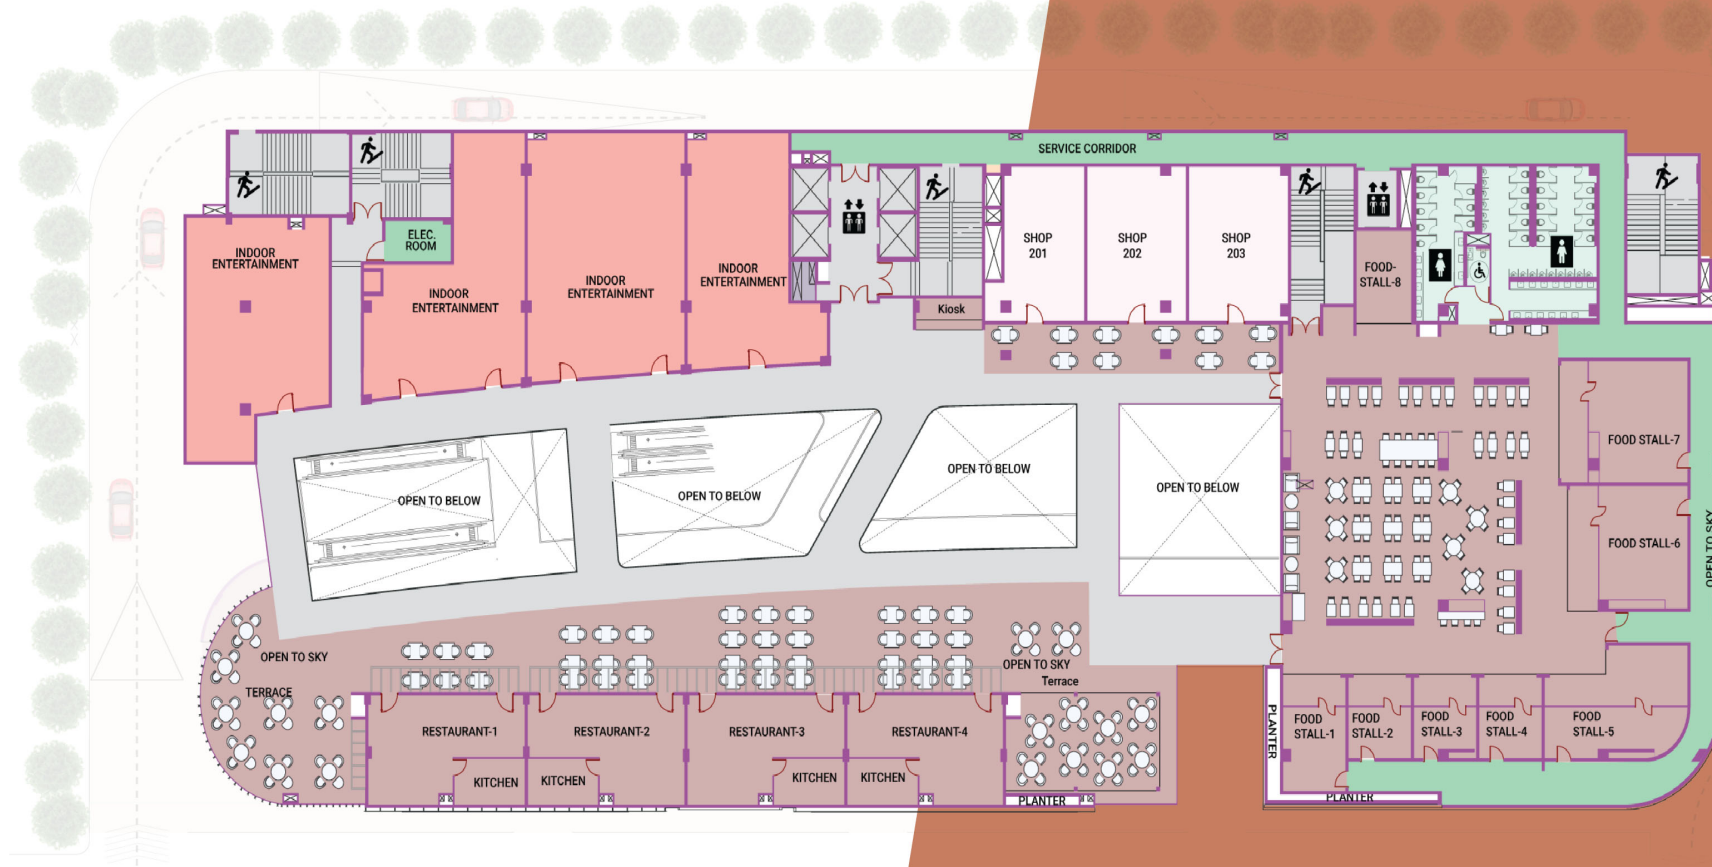 SERVICE CORRIDOR
ELEC.
ROOM
INDOOR
ENTERTAINMENT
INDOOR
ENTERTAINMENT
INDOOR
ENTERTAINMENT
INDOOR
ENTERTAINMENT
SHOP
201
SHOP
202
SHOP
203
FOOD-
STALL-8
Kiosk
OPEN TO BELOW
OPEN TO BELOW
OPEN TO BELOW
OPEN TO BELOW
FOOD STALL-7
FOOD STALL-6
OPEN TO SKY
OPEN TO SKY
TERRACE
OPEN TO SKY
Terrace
RESTAURANT-1
RESTAURANT-2
RESTAURANT-3
RESTAURANT-4
KITCHEN
KITCHEN
KITCHEN
KITCHEN
PLANTER
PLANTER
FOOD
STALL-1
FOOD
STALL-2
FOOD
STALL-3
FOOD
STALL-4
FOOD
STALL-5
PLANTER